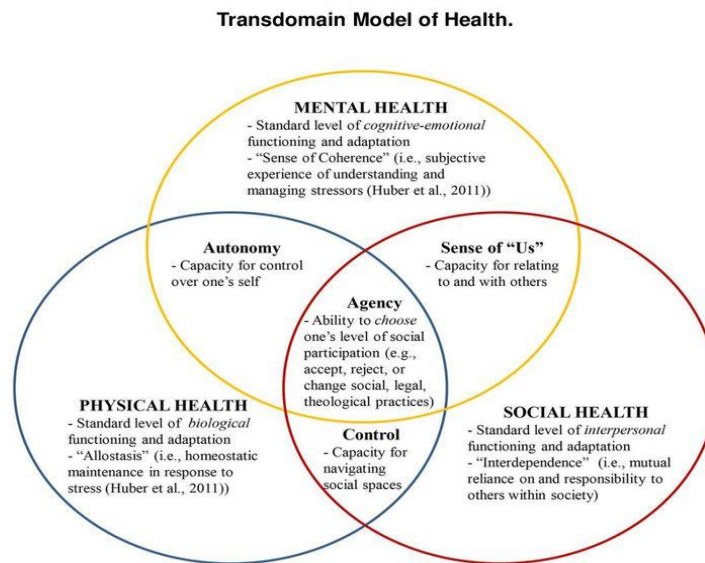 Transdomain Model of Health.
MENTAL HEALTH
- Standard level of cognitive-emotional
functioning and adaptation
- “Sense of Coherence” (i.e., subjective
experience of understanding and
managing stressors (Huber et al., 2011))
Autonomy
- Capacity for control
over one’s self
Sense of “Us”
- Capacity for relating
to and with others
Agency
- Ability to choose
one’s level of social
participation (e.g.,
accept, reject, or
change social, legal,
theological practices)
PHYSICAL HEALTH
- Standard level of biological
functioning and adaptation
- “Allostasis” (i.e., homeostatic
maintenance in response to
stress (Huber et al., 2011))
Control
- Capacity for
navigating
social spaces
SOCIAL HEALTH
- Standard level of interpersonal
functioning and adaptation
- “Interdependence” (i.e., mutual
reliance on and responsibility to
others within society)